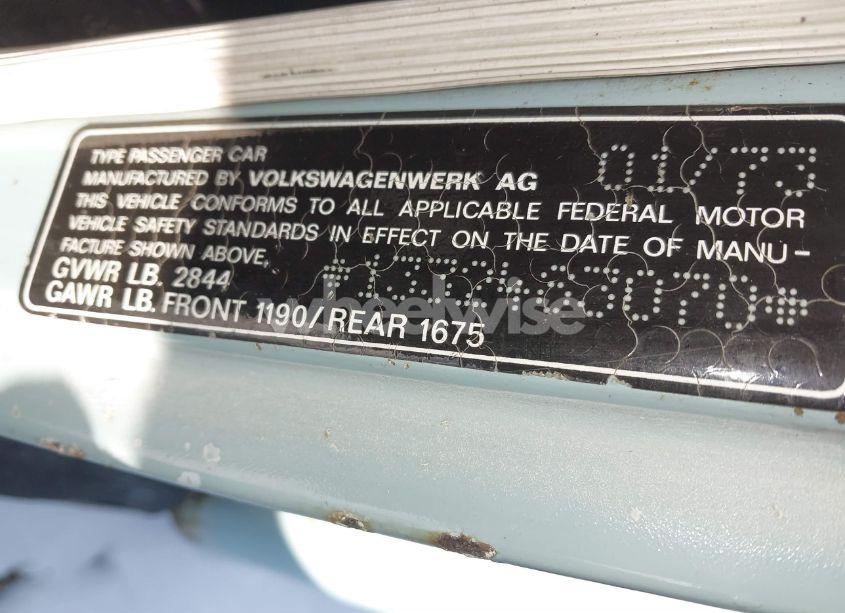 TYPE PASSENGER CAR 01/73
MANUFACTURED BY VOLKSWAGENWERK AG
THIS VEHICLE CONFORMS TO ALL APPLICABLE FEDERAL MOTOR
VEHICLE SAFETY STANDARDS IN EFFECT ON THE DATE OF MANU-
FACTURE SHOWN ABOVE,
GVWR LB. 2844
GAWR LB. FRONT 1190/REAR 1675
wheelwise